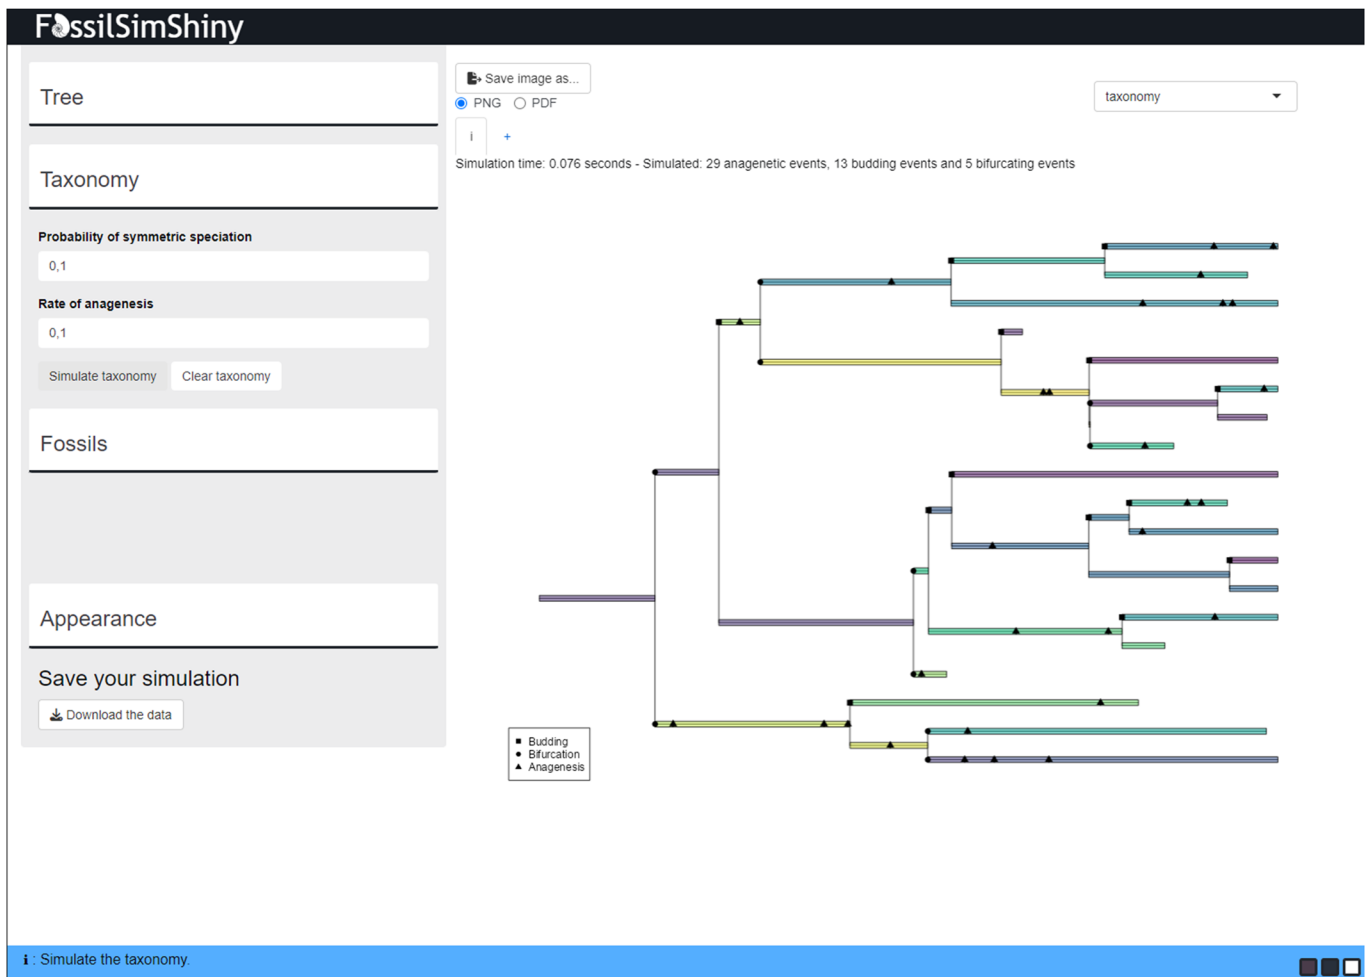 FossilSimShiny
Tree
Taxonomy
Probability of symmetric speciation
0,1
Rate of anagenesis
0,1
Simulate taxonomy Clear taxonomy
Fossils
Appearance
Save your simulation
Download the data
Save image as...
PNG PDF
taxonomy
i +
Simulation time: 0.076 seconds - Simulated: 29 anagenetic events, 13 budding events and 5 bifurcating events
Budding
Bifurcation
Anagenesis
i : Simulate the taxonomy.